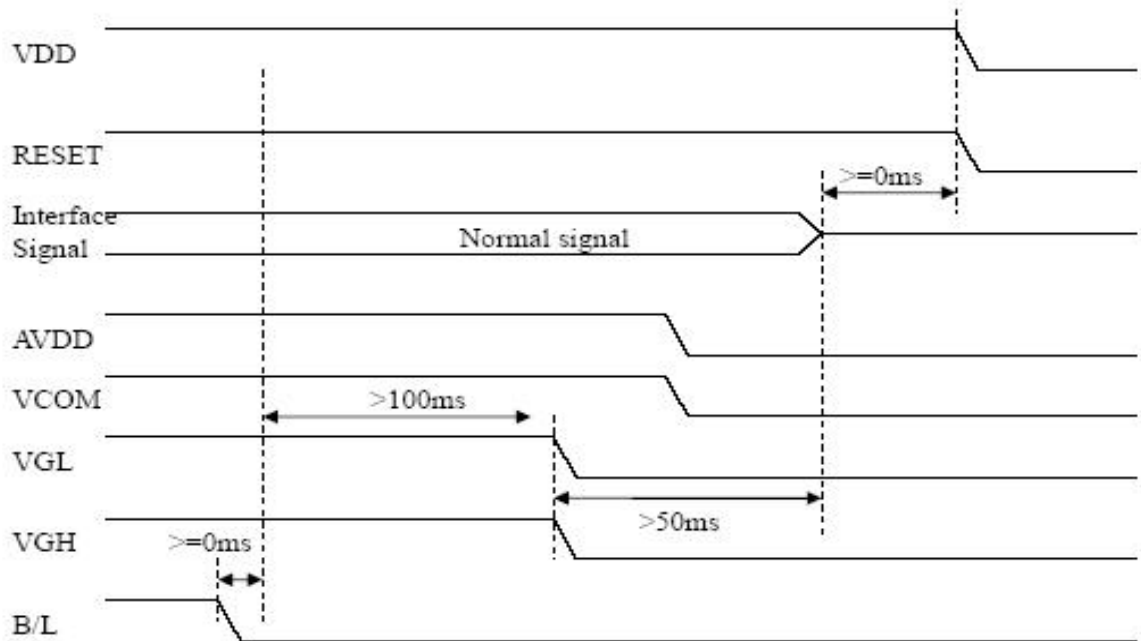 VDD
RESET
>=0ms
Interface
Signal
Normal signal
AVDD
VCOM
>100ms
VGL
>50ms
VGH
>=0ms
B/L